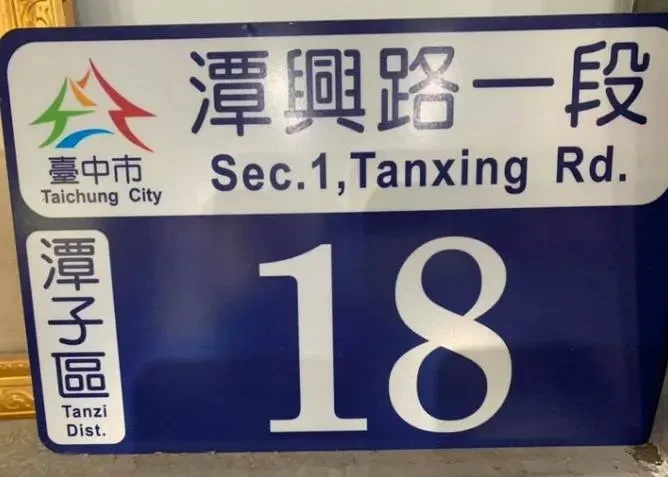 潭興路一段
Sec.1,Tanxing Rd.
臺中市
Taichung City
潭子區
Tanzi
Dist.
18